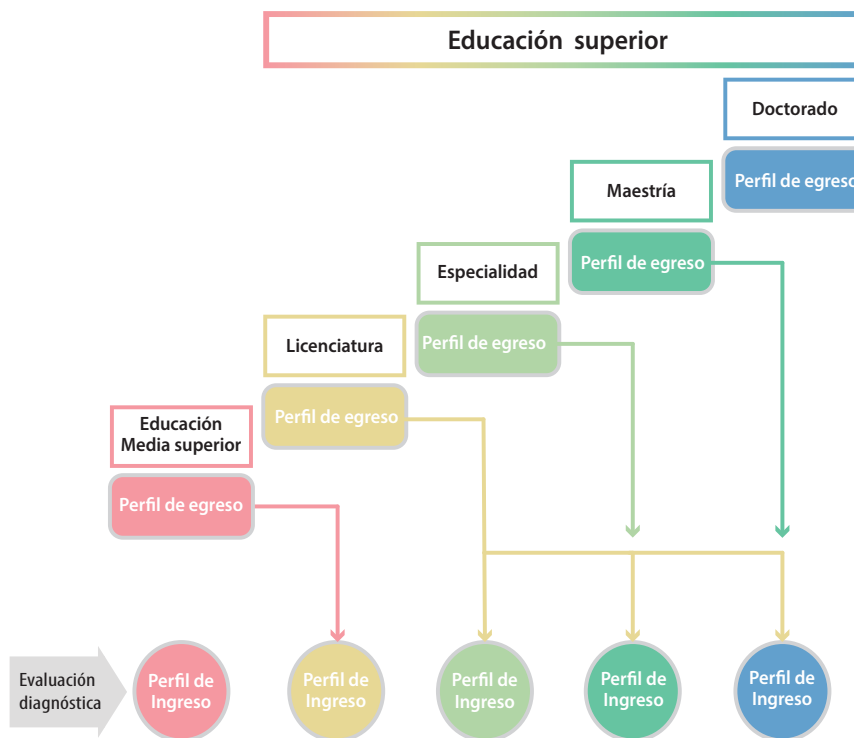 Educación superior
Doctorado
Perfil de egreso
Maestría
Perfil de egreso
Especialidad
Perfil de egreso
Licenciatura
Perfil de egreso
Educación
Media superior
Perfil de egreso
Evaluación
diagnóstica
Perfil de
Ingreso
Perfil de
Ingreso
Perfil de
Ingreso
Perfil de
Ingreso
Perfil de
Ingreso